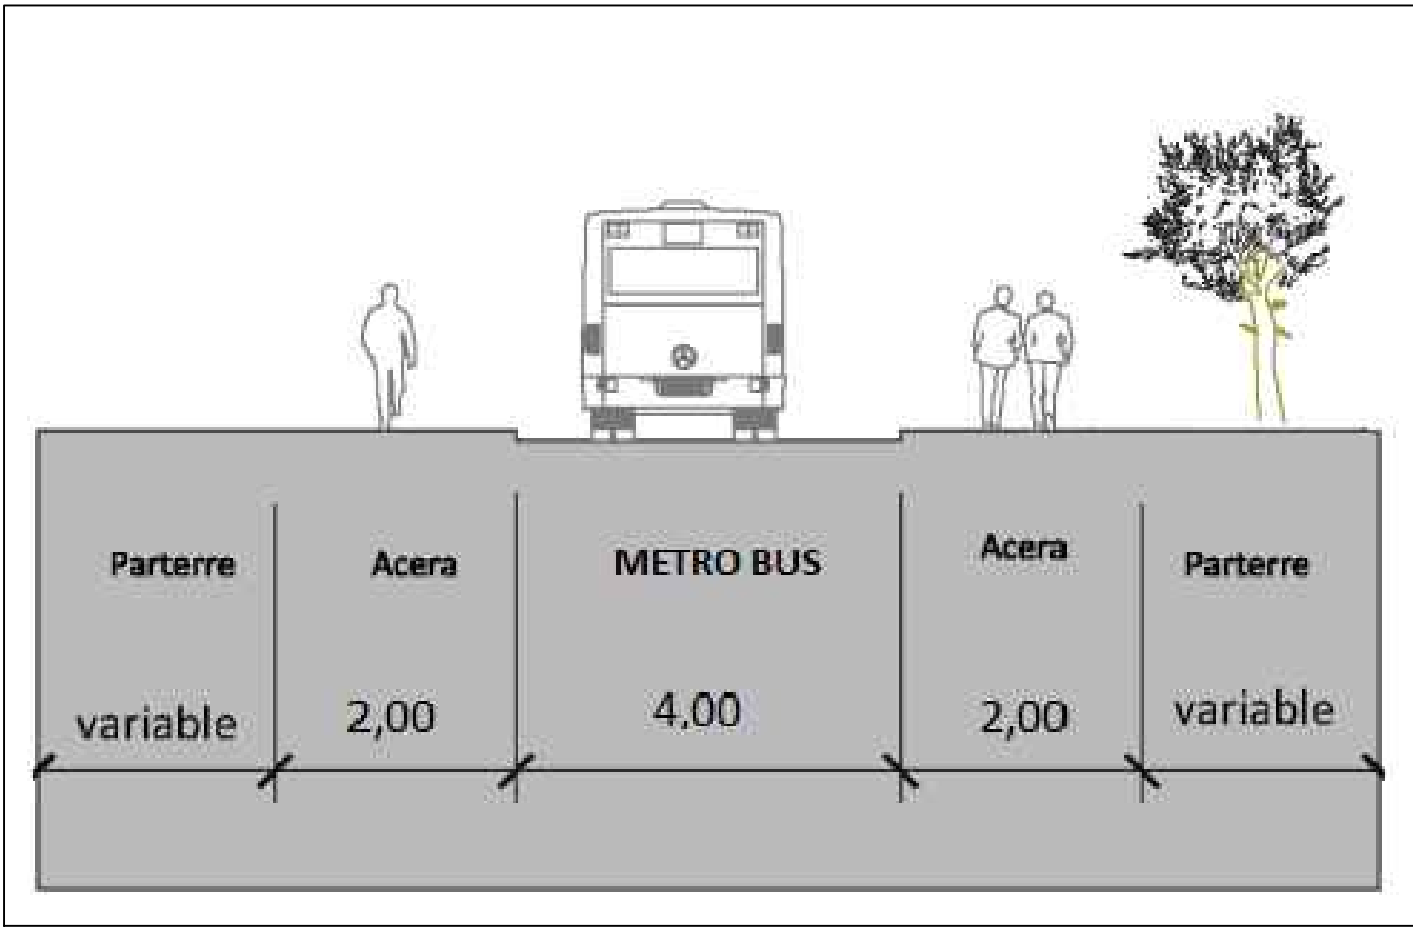 Parterre
Acera
METRO BUS
Acera
Parterre
variable
2,00
4,00
2,00
variable